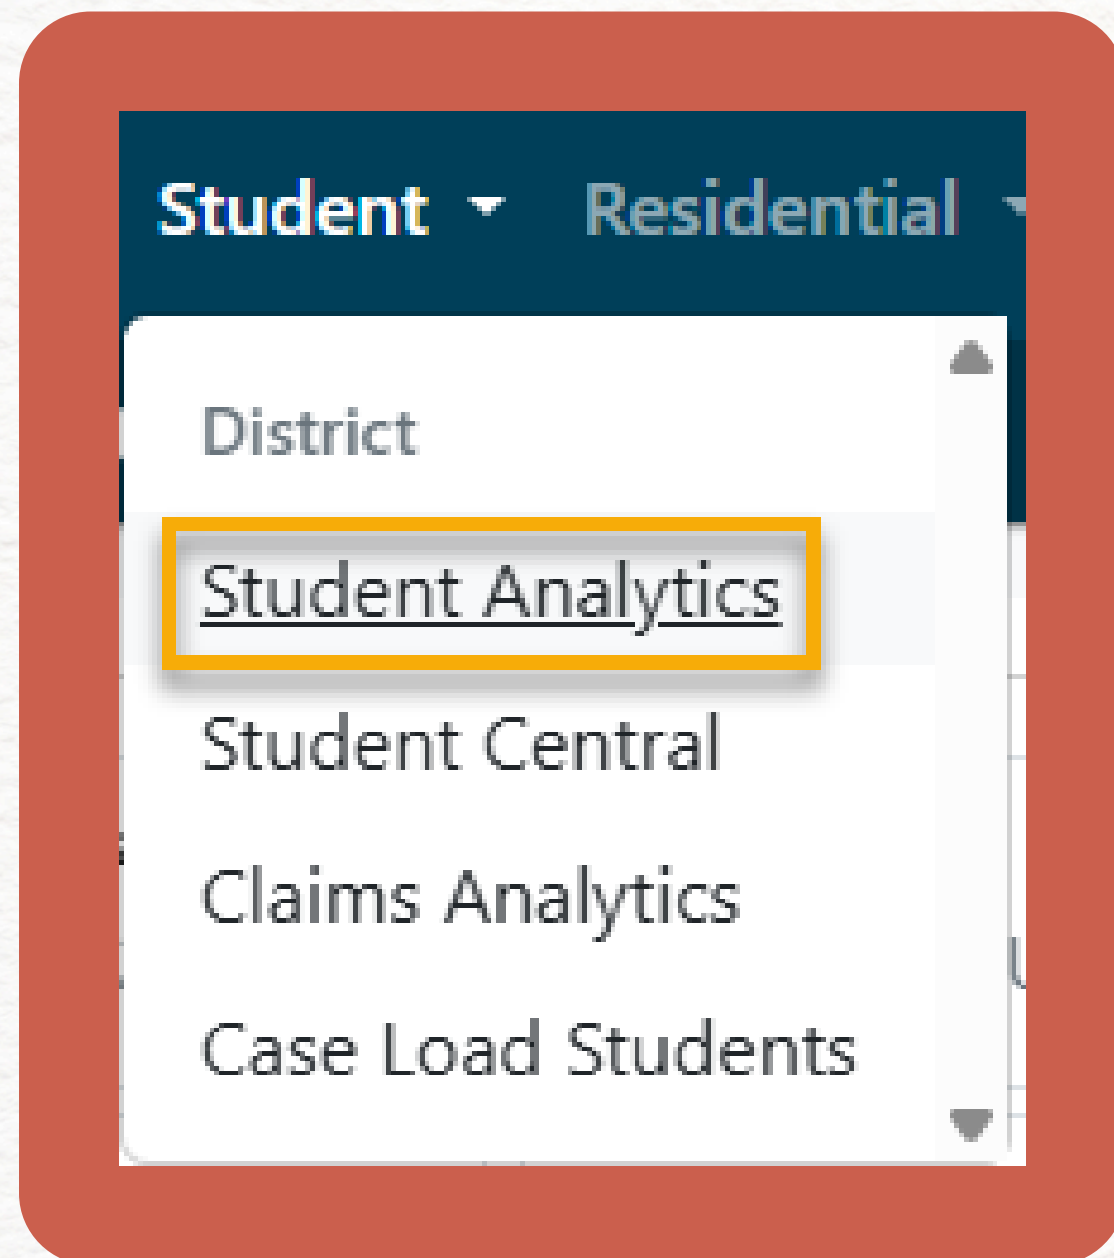 Student Residential
District
Student Analytics
Student Central
Claims Analytics
Case Load Students